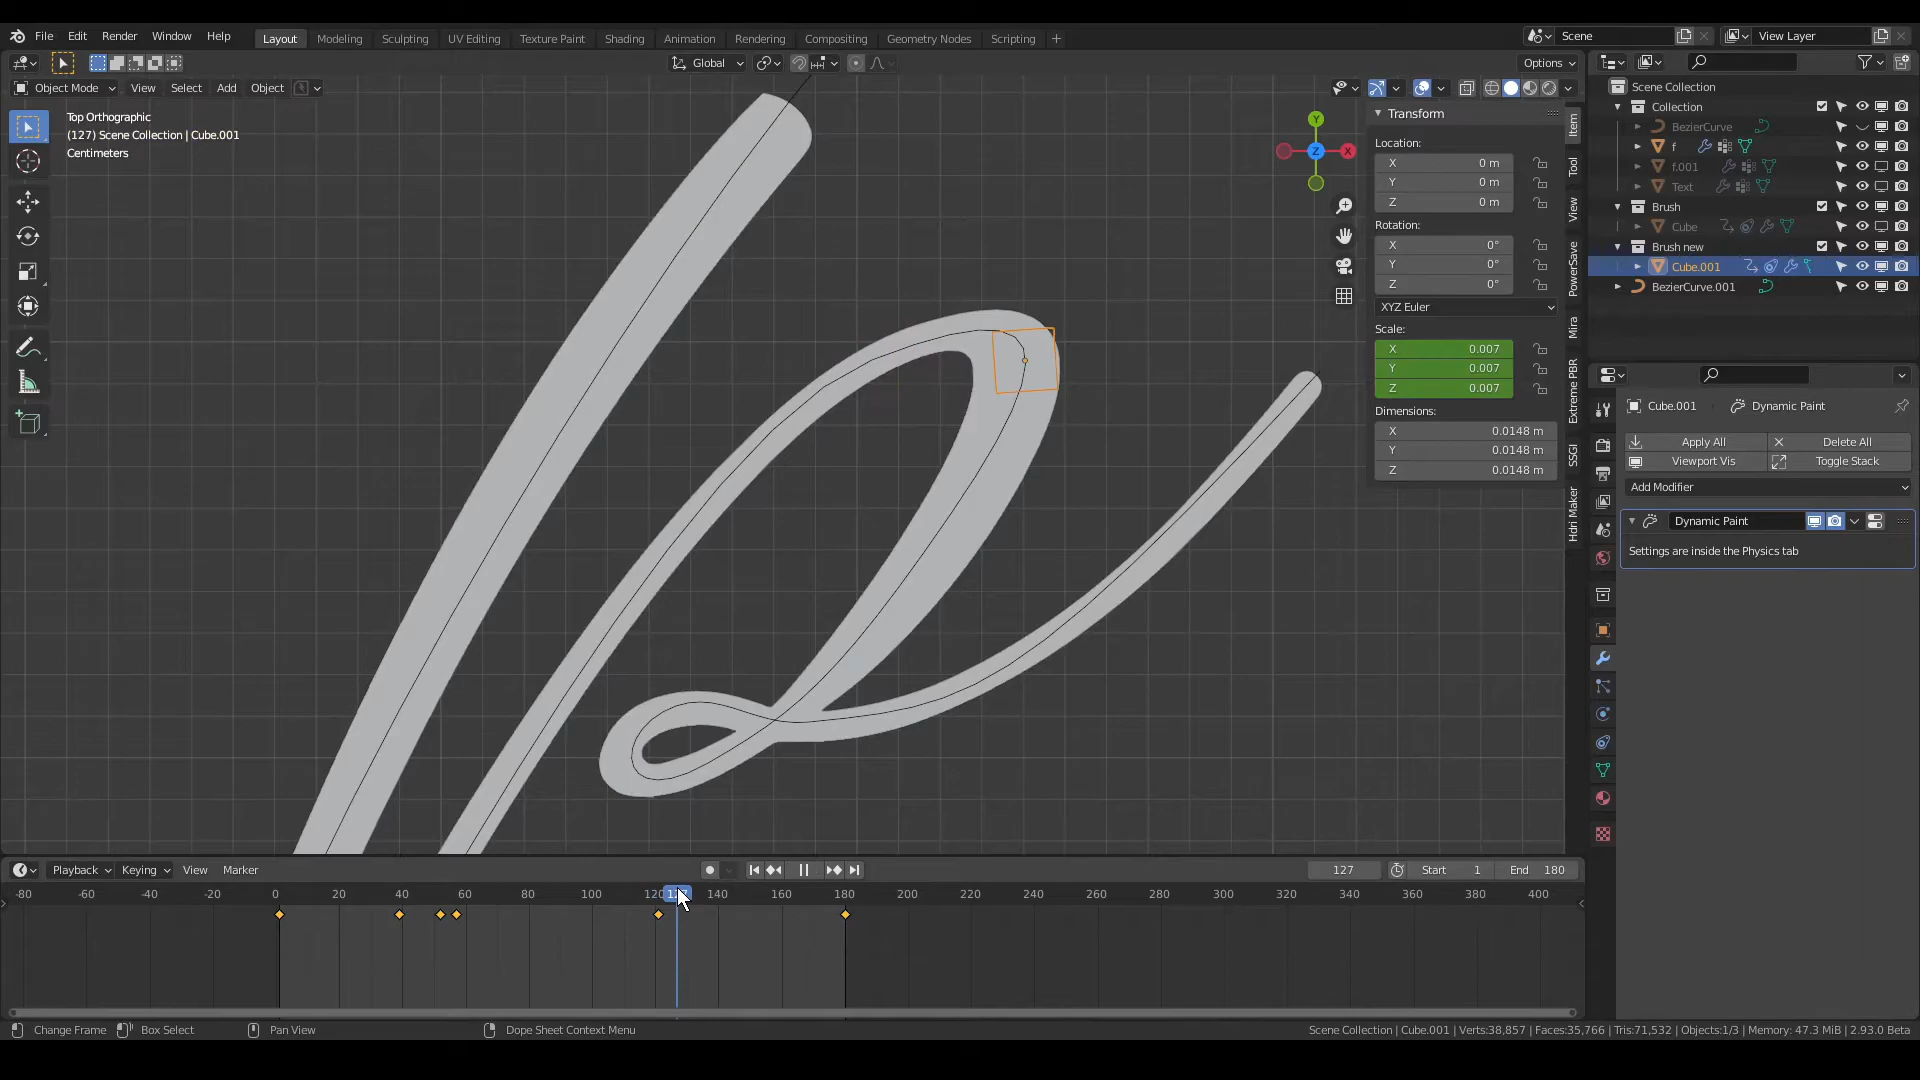 File Edit Render Window Help Layout Modeling Sculpting UV Editing Texture Paint Shading Animation Rendering Compositing Geometry Nodes Scripting + Scene View Layer
Global Options
Object Mode View Select Add Object
Top Orthographic
(127) Scene Collection | Cube.001
Centimeters
Y
Z
X
Transform
Location:
X 0 m
Y 0 m
Z 0 m
Rotation:
X 0°
Y 0°
Z 0°
XYZ Euler
Scale:
X 0.007
Y 0.007
Z 0.007
Dimensions:
X 0.0148 m
Y 0.0148 m
Z 0.0148 m
Item
Tool
View
PowerSave
Mira
Extreme PBR
SSGI
Hdri Maker
Scene Collection
Collection
BezierCurve
f
f.001
Text
Brush
Cube
Brush new
Cube.001
BezierCurve.001
Cube.001 Dynamic Paint
Apply All Delete All
Viewport Vis Toggle Stack
Add Modifier
Dynamic Paint
Settings are inside the Physics tab
Playback Keying View Marker 127 Start 1 End 180
-80 -60 -40 -20 0 20 40 60 80 100 120 140 160 180 200 220 240 260 280 300 320 340 360 380 400
Change Frame Box Select Pan View Dope Sheet Context Menu Scene Collection | Cube.001 | Verts:38,857 | Faces:35,766 | Tris:71,532 | Objects:1/3 | Memory: 47.3 MiB | 2.93.0 Beta